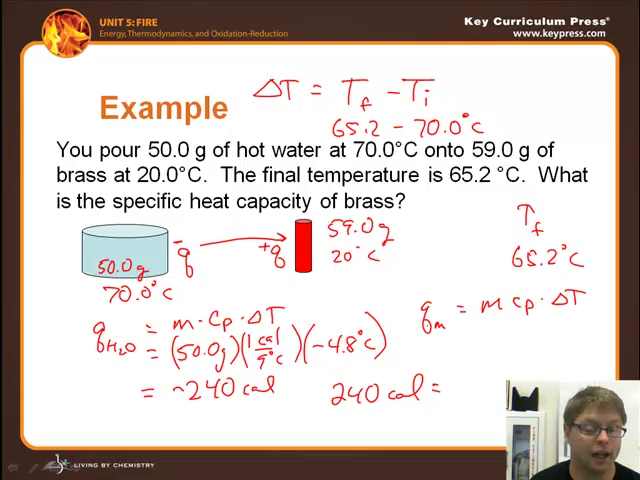 UNIT 5: FIRE
Energy, Thermodynamics, and Oxidation-Reduction
Key Curriculum Press®
www.keypress.com
ΔT = Tf - Ti
65.2 - 70.0°C
Example
You pour 50.0 g of hot water at 70.0°C onto 59.0 g of
brass at 20.0°C. The final temperature is 65.2 °C. What
is the specific heat capacity of brass?
50.0g
70.0°C
-q
+q
59.0g
20°C
Tf
65.2°C
qH2O = m·Cp·ΔT
= (50.0g)(1 cal/g°C)(-4.8°C)
= -240 cal
qm = m Cp·ΔT
240 cal =
LIVING BY CHEMISTRY